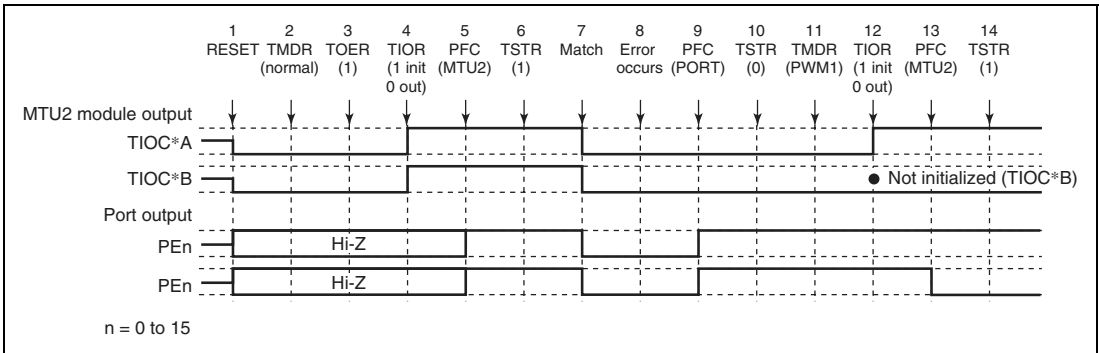 1 2 3 4 5 6 7 8 9 10 11 12 13 14
RESET TMDR TOER TIOR PFC TSTR Match Error PFC TSTR TMDR TIOR PFC TSTR
(normal) (1) (1 init (MTU2) (1) occurs (PORT) (0) (PWM1) (1 init (MTU2) (1)
0 out) 0 out)
MTU2 module output
TIOC*A
TIOC*B
● Not initialized (TIOC*B)
Port output
PEn
Hi-Z
PEn
Hi-Z
n = 0 to 15